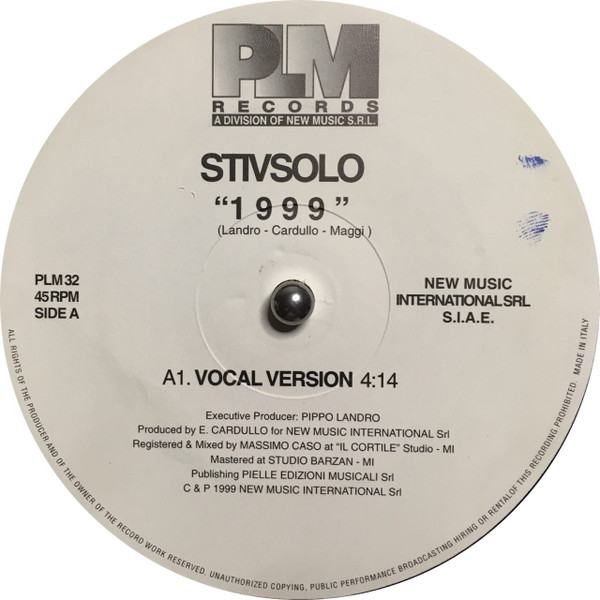 PLM
RECORDS
A DIVISION OF NEW MUSIC S.R.L.
STIVSOLO
"1999"
(Landro - Cardullo - Maggi )
PLM 32
45 RPM
SIDE A
NEW MUSIC
INTERNATIONAL SRL
S.I.A.E.
A1. VOCAL VERSION 4:14
Executive Producer: PIPPO LANDRO
Produced by E. CARDULLO for NEW MUSIC INTERNATIONAL Srl
Registered & Mixed by MASSIMO CASO at "IL CORTILE" Studio - MI
Mastered at STUDIO BARZAN - MI
Publishing PIELLE EDIZIONI MUSICALI Srl
C & P 1999 NEW MUSIC INTERNATIONAL Srl
ALL RIGHTS OF THE PRODUCER AND OF THE OWNER OF THE RECORD WORK RESERVED. UNAUTHORIZED COPYING, PUBLIC PERFORMANCE BROADCASTING HIRING OR RENTALOF THIS RECORDING PROHIBITED. MADE IN ITALY